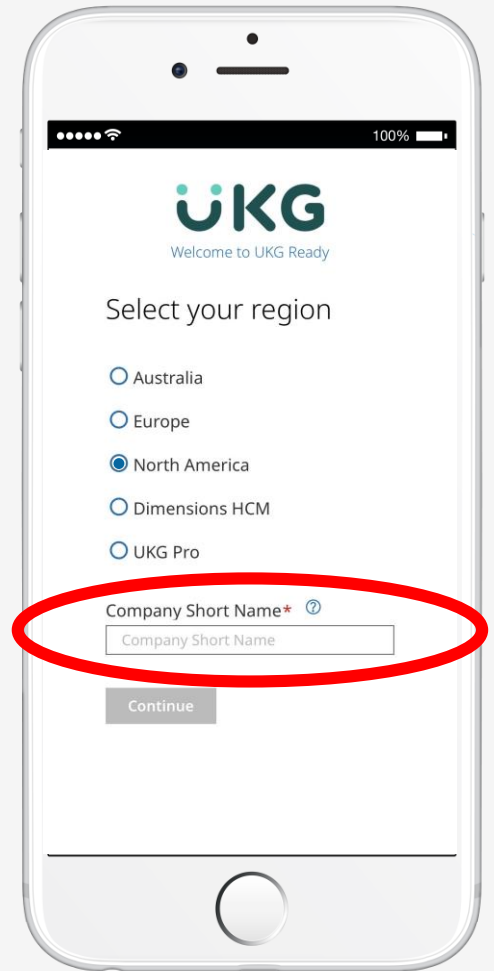 100%
UKG
Welcome to UKG Ready
Select your region
Australia
Europe
North America
Dimensions HCM
UKG Pro
Company Short Name* ?
Company Short Name
Continue